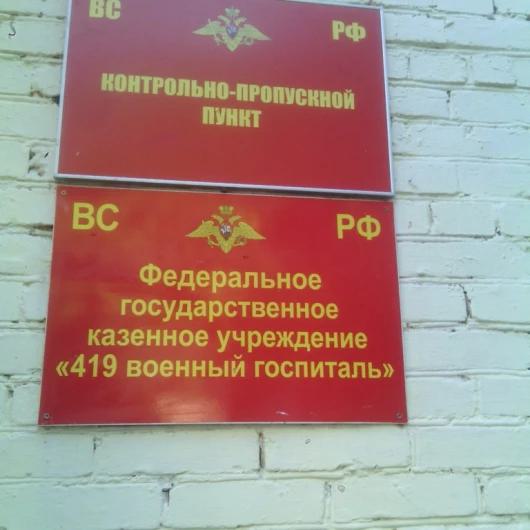 ВС РФ
КОНТРОЛЬНО-ПРОПУСКНОЙ
ПУНКТ
ВС РФ
Федеральное
государственное
казенное учреждение
«419 военный госпиталь»